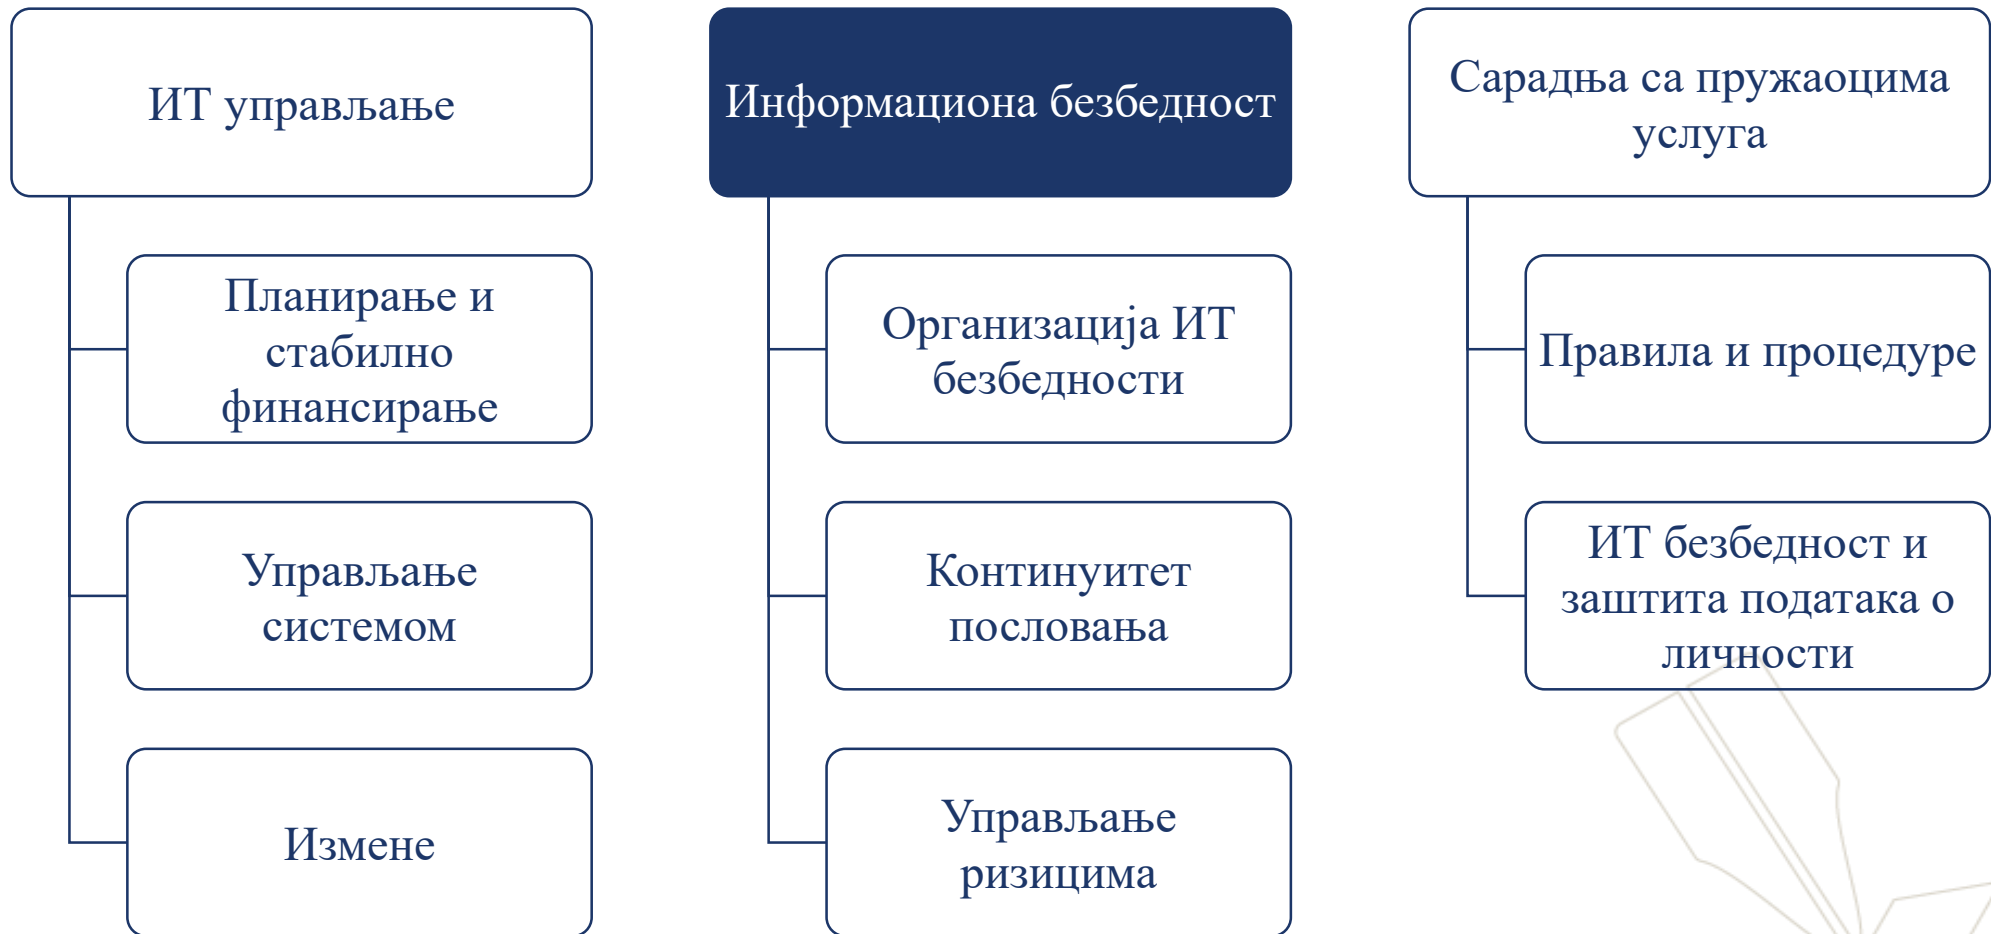 ИТ управљање
Планирање и
стабилно
финансирање
Управљање
системом
Измене
Информациона безбедност
Организација ИТ
безбедности
Континуитет
пословања
Управљање
ризицима
Сарадња са пружаоцима
услуга
Правила и процедуре
ИТ безбедност и
заштита података о
личности